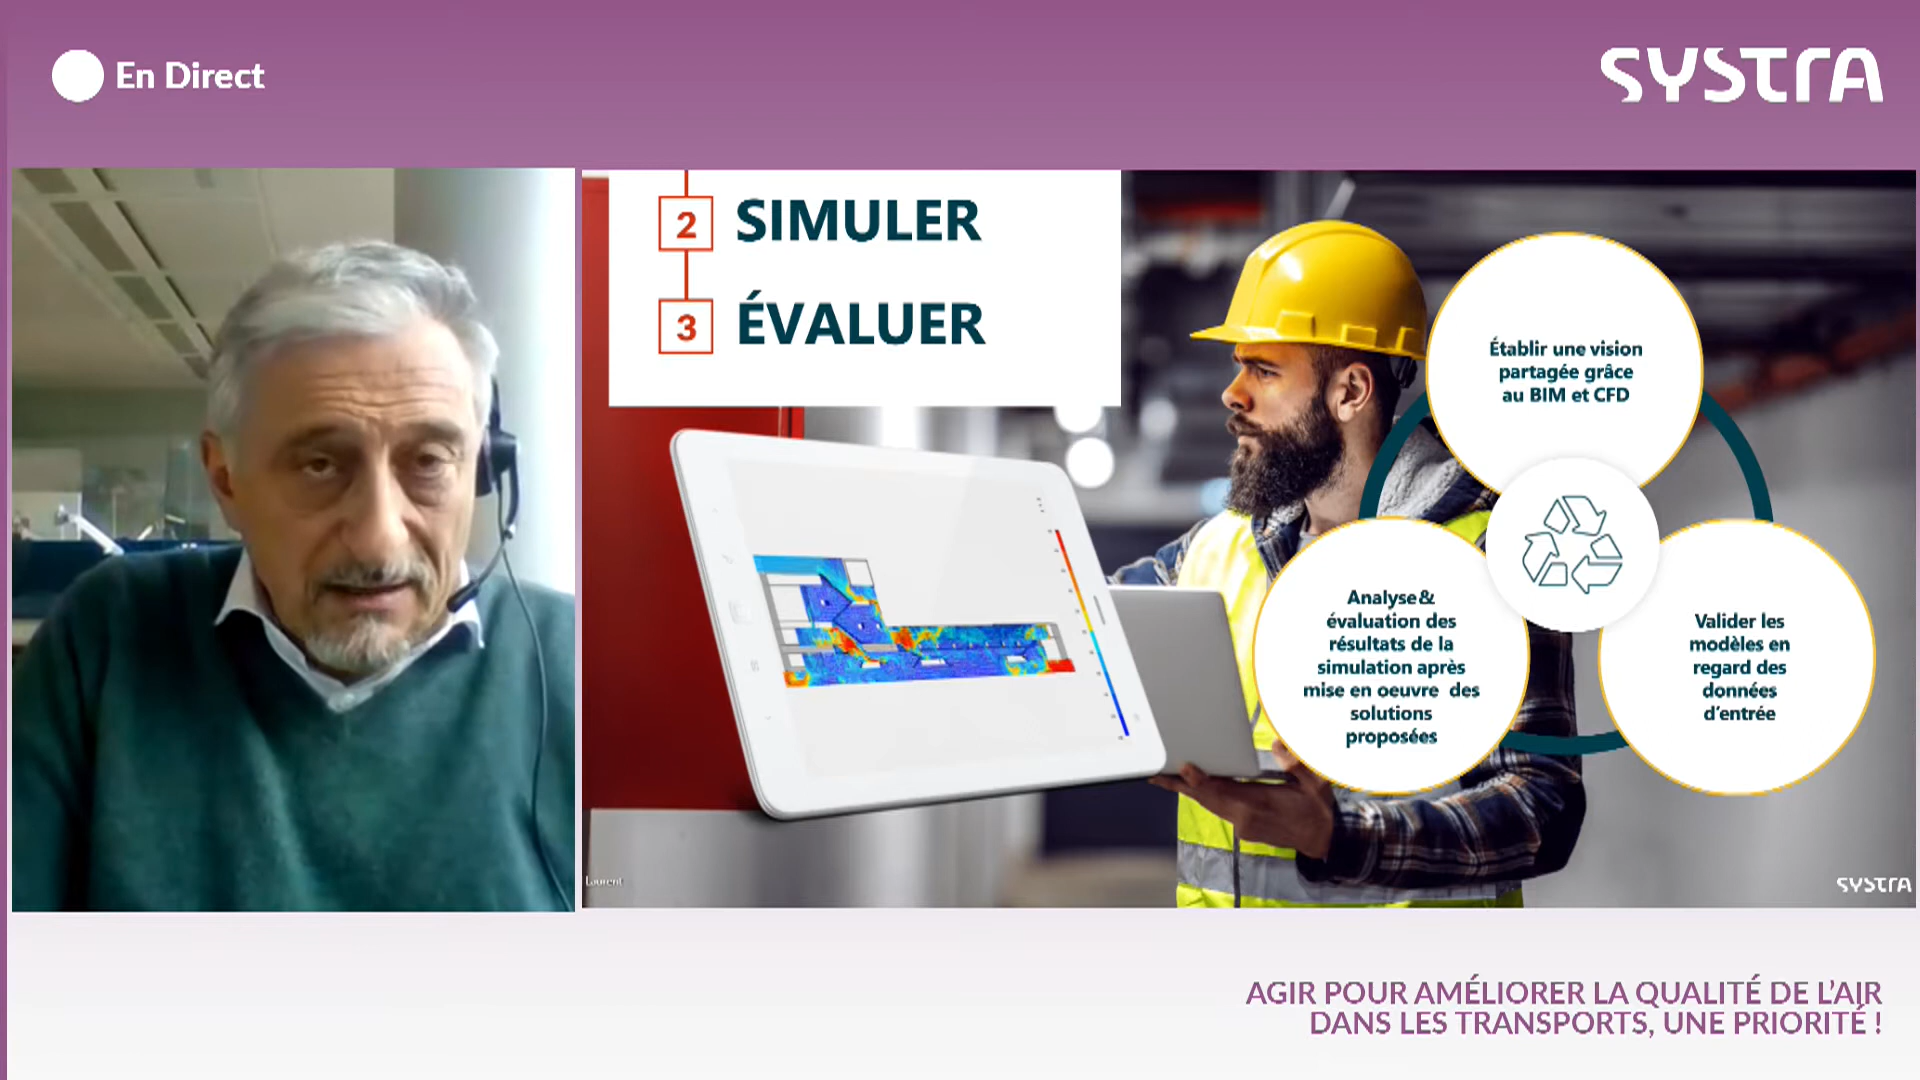 En Direct
SYSTRA
2 SIMULER
3 ÉVALUER
Établir une vision
partagée grâce
au BIM et CFD
Analyse&
évaluation des
résultats de la
simulation après
mise en oeuvre des
solutions
proposées
Valider les
modèles en
regard des
données
d'entrée
Laurent
SYSTRA
AGIR POUR AMÉLIORER LA QUALITÉ DE L'AIR
DANS LES TRANSPORTS, UNE PRIORITÉ !